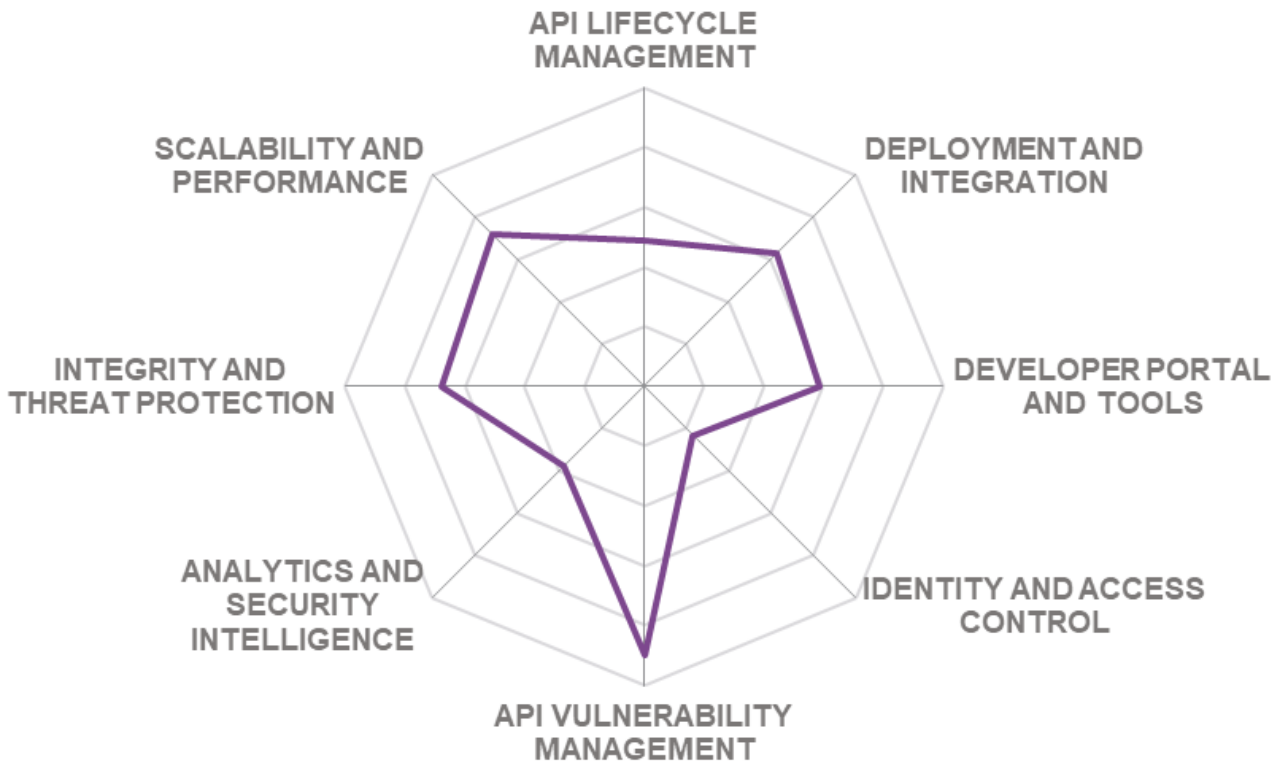 API LIFECYCLE
MANAGEMENT
SCALABILITY AND
PERFORMANCE
DEPLOYMENT AND
INTEGRATION
INTEGRITY AND
THREAT PROTECTION
DEVELOPER PORTAL
AND TOOLS
ANALYTICS AND
SECURITY
INTELLIGENCE
IDENTITY AND ACCESS
CONTROL
API VULNERABILITY
MANAGEMENT